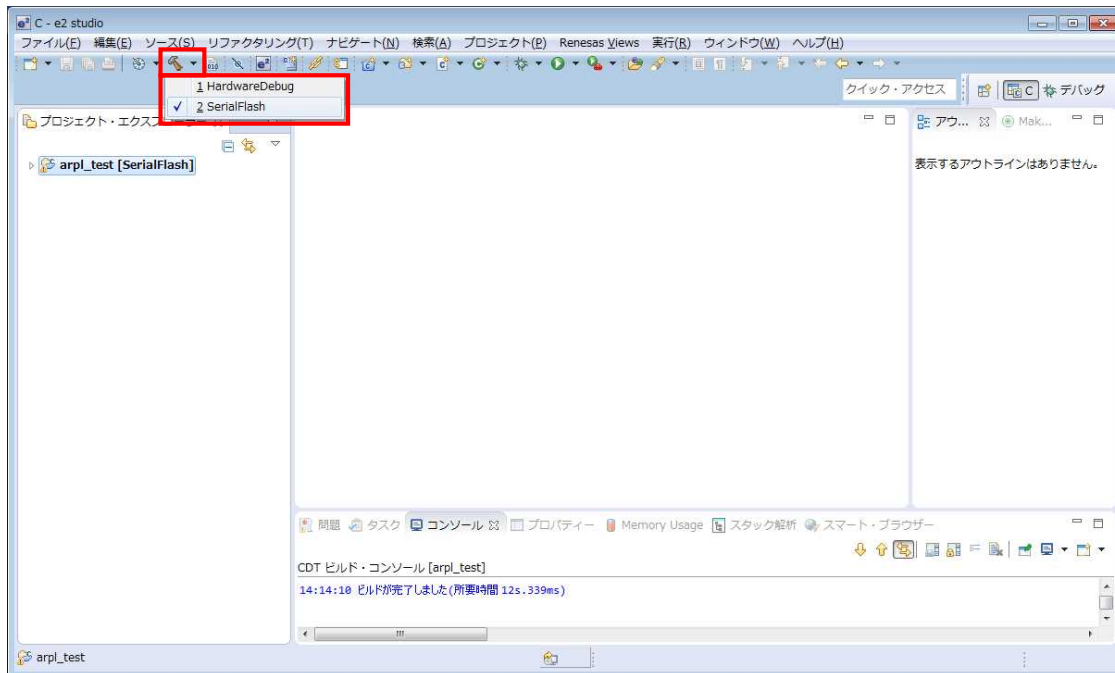 C - e2 studio
ファイル(F) 編集(E) ソース(S) リファクタリング(T) ナビゲート(N) 検索(A) プロジェクト(P) Renesas Views 実行(R) ウィンドウ(W) ヘルプ(H)
1 HardwareDebug
クイック・アクセス
C
デバッグ
2 SerialFlash
プロジェクト・エクスプローラー
アウ...
Mak...
arpl_test [SerialFlash]
表示するアウトラインはありません。
問題 タスク コンソール プロパティー Memory Usage スタック解析 スマート・ブラウザー
CDT ビルド・コンソール [arpl_test]
14:14:10 ビルドが完了しました(所要時間 12s.339ms)
arpl_test